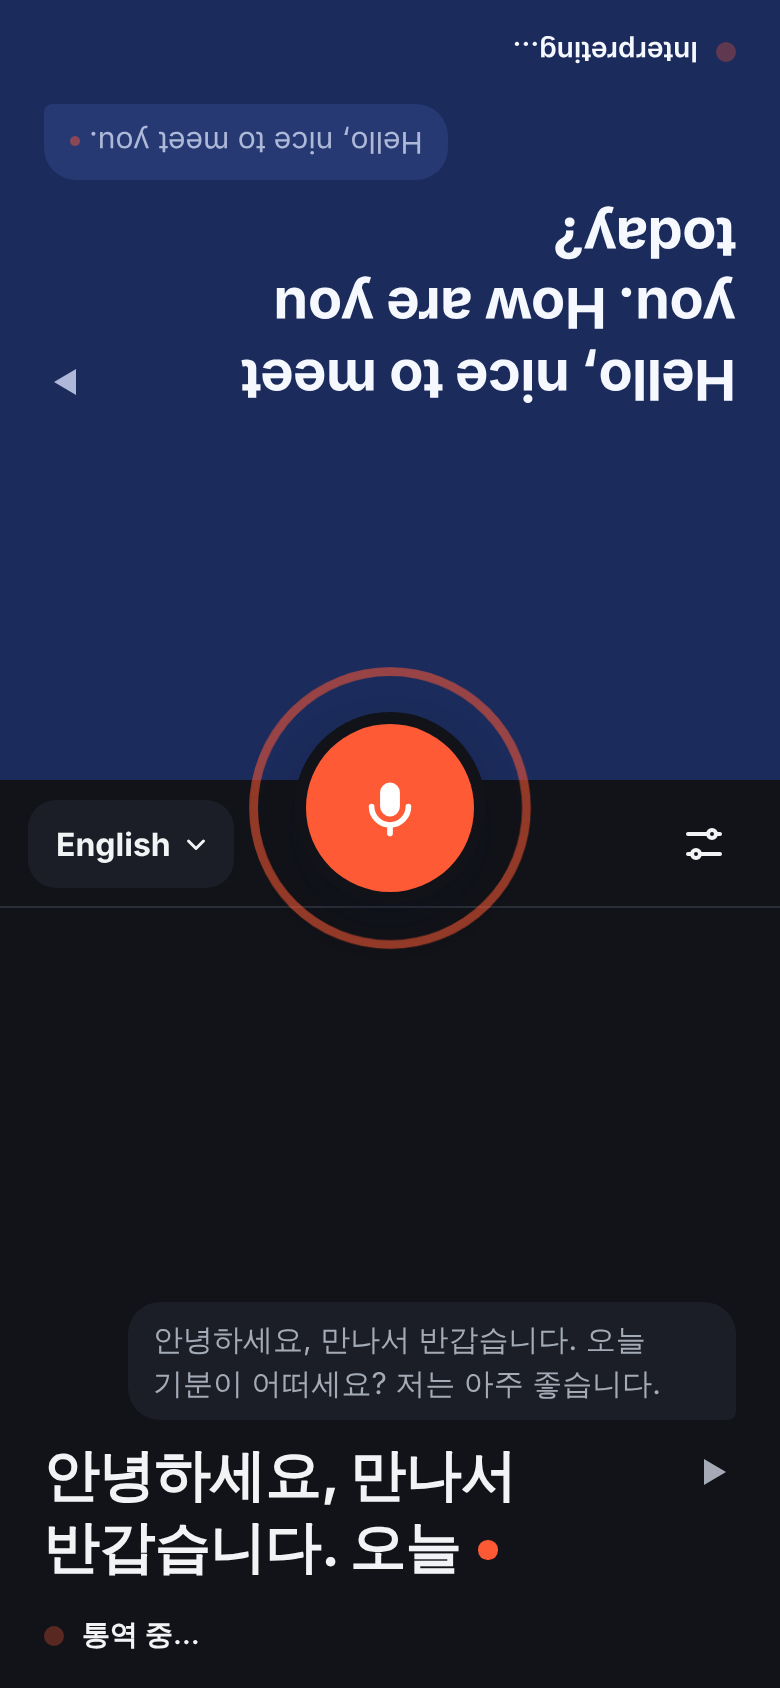 Interpreting...
Hello, nice to meet you.
Hello, nice to meet
you. How are you
today?
English
안녕하세요, 만나서 반갑습니다. 오늘
기분이 어떠세요? 저는 아주 좋습니다.
안녕하세요, 만나서
반갑습니다. 오늘
통역 중...